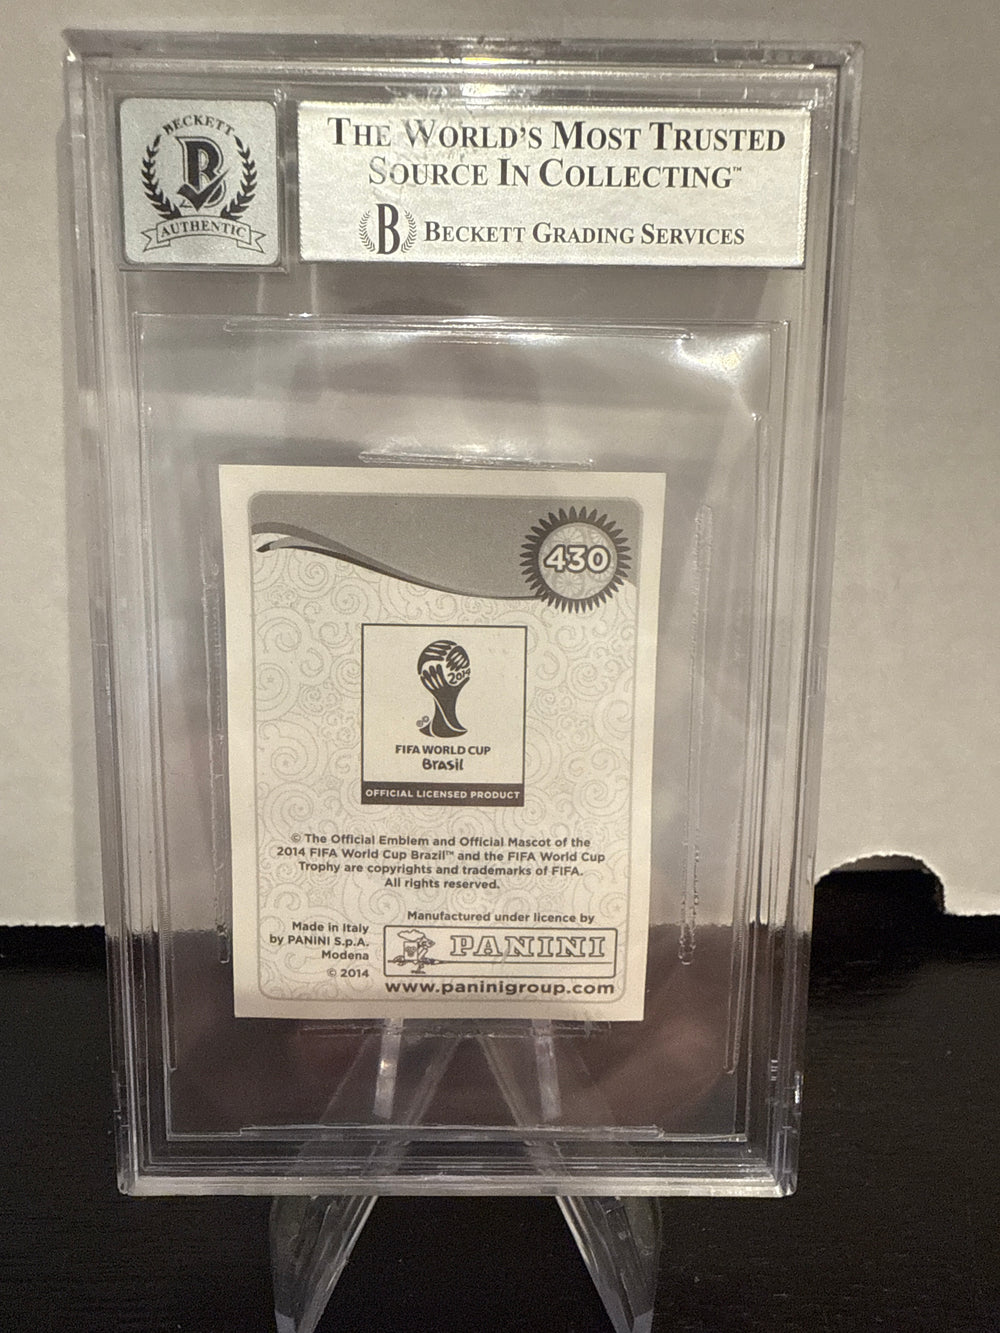 BECKETT
AUTHENTIC
THE WORLD'S MOST TRUSTED
SOURCE IN COLLECTING™
B BECKETT GRADING SERVICES
430
2014
FIFA WORLD CUP
Brasil
OFFICIAL LICENSED PRODUCT
© The Official Emblem and Official Mascot of the
2014 FIFA World Cup Brazil™ and the FIFA World Cup
Trophy are copyrights and trademarks of FIFA.
All rights reserved.
Made in Italy
by PANINI S.p.A.
Modena
© 2014
Manufactured under licence by
PANINI
www.paninigroup.com